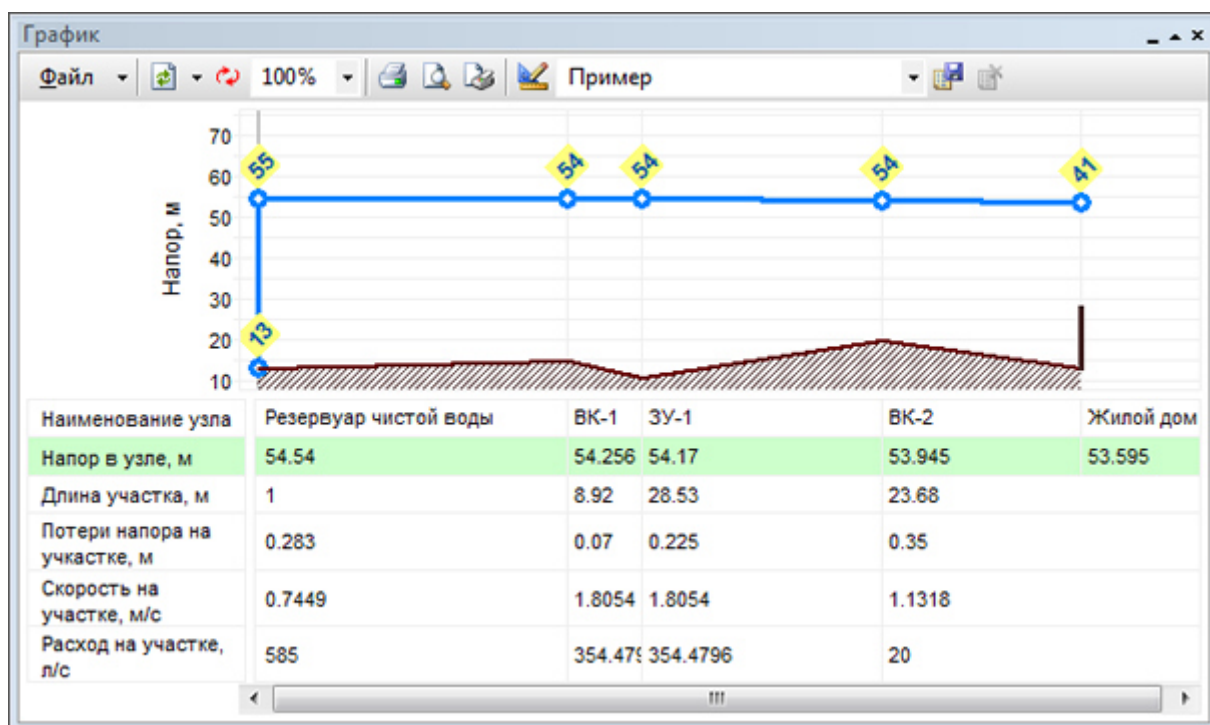 График
Файл 100% Пример
Напор, м
70
60
50
40
30
20
10
55 54 54 54 41
13
Наименование узла Резервуар чистой воды ВК-1 ЗУ-1 ВК-2 Жилой дом
Напор в узле, м 54.54 54.256 54.17 53.945 53.595
Длина участка, м 1 8.92 28.53 23.68
Потери напора на
учкастке, м 0.283 0.07 0.225 0.35
Скорость на
участке, м/с 0.7449 1.8054 1.8054 1.1318
Расход на участке,
л/с 585 354.479 354.4796 20